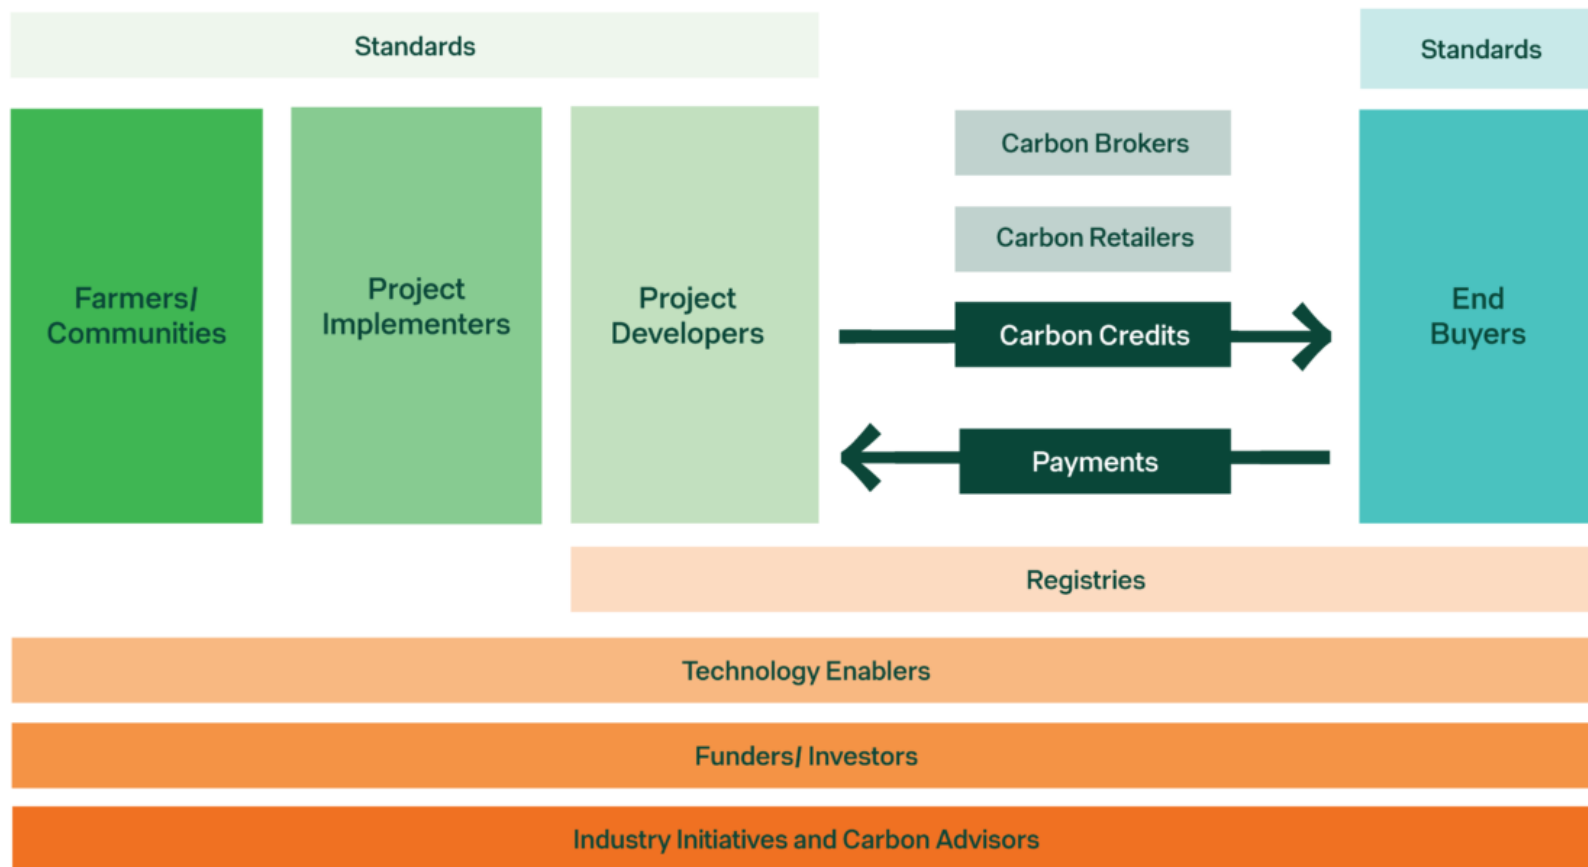 Standards
Standards
Carbon Brokers
Carbon Retailers
Farmers/
Communities
Project
Implementers
Project
Developers
Carbon Credits
End
Buyers
Payments
Registries
Technology Enablers
Funders/ Investors
Industry Initiatives and Carbon Advisors